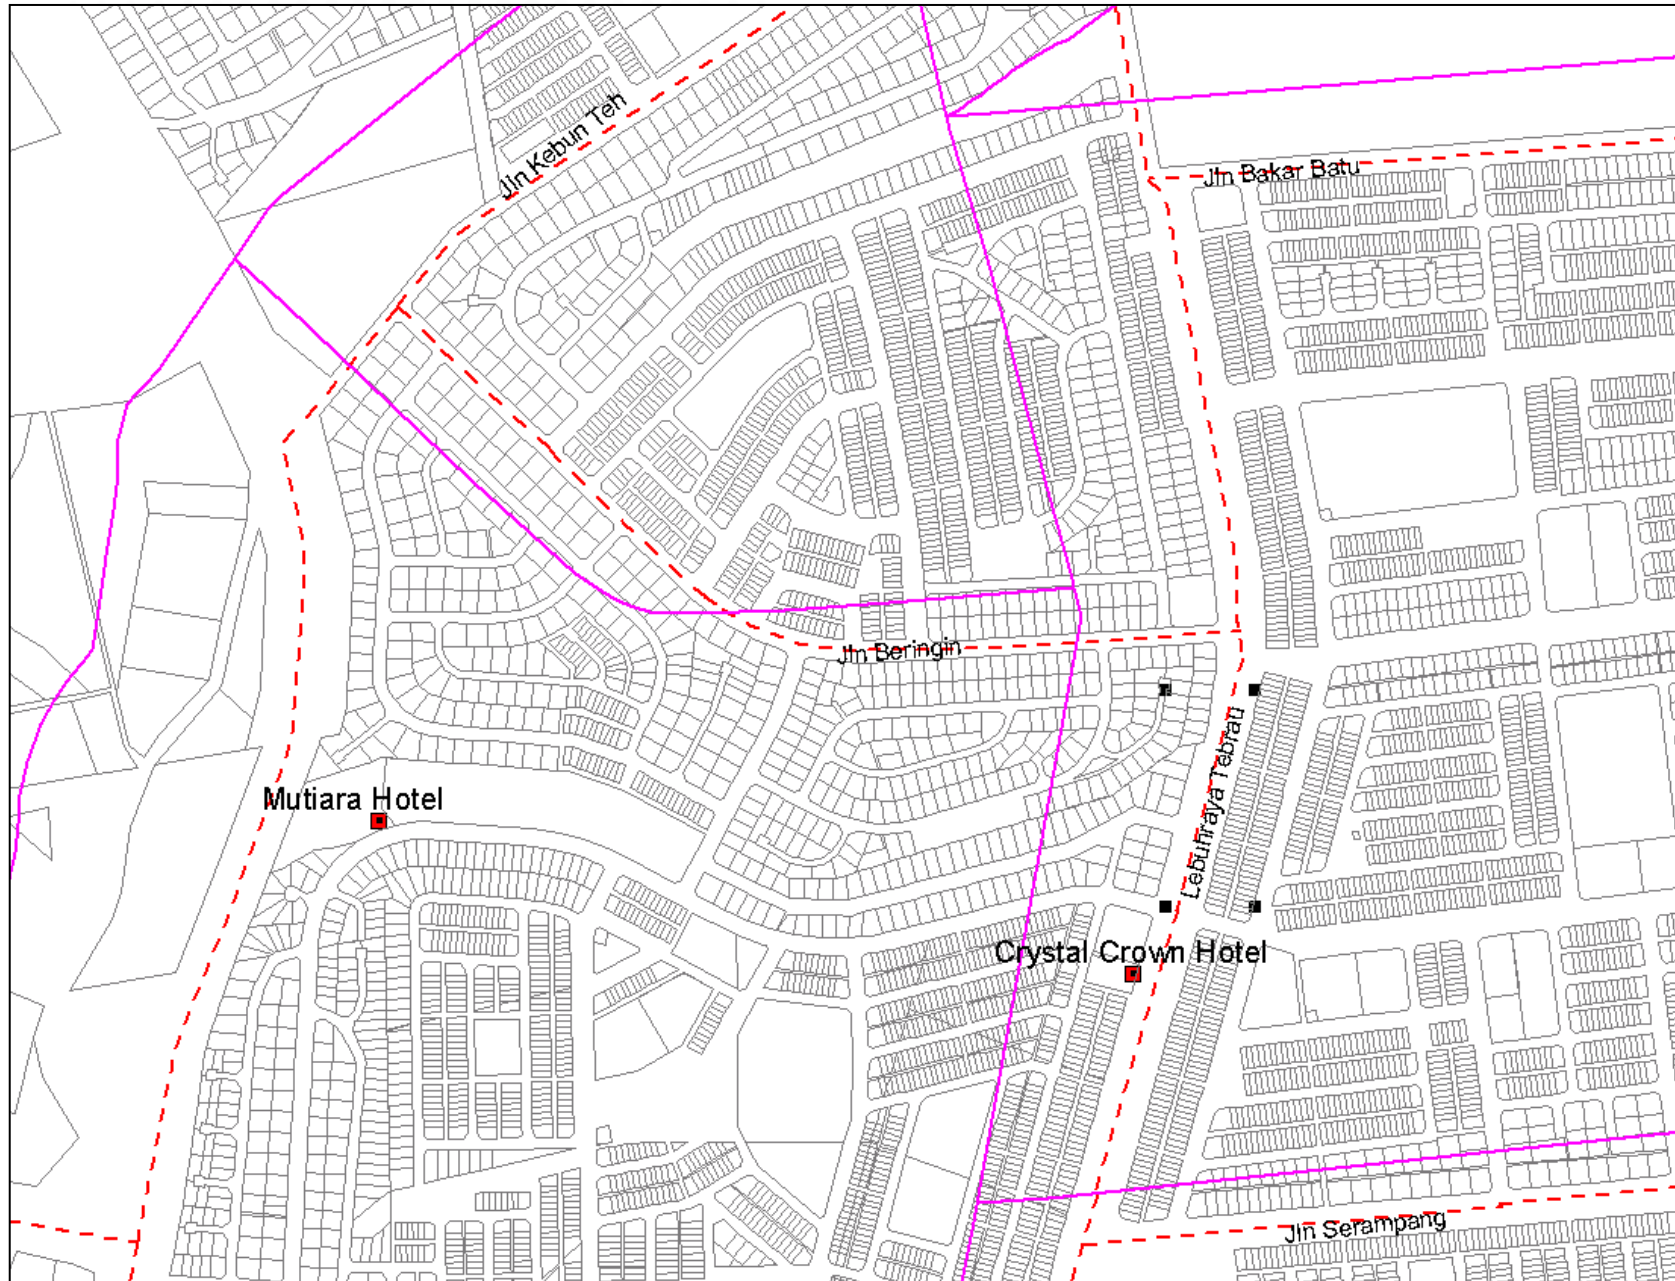 Jln Kebun Teh
Jln Bakar Batu
Jln Beringin
Lebuhraya Tebrau
Mutiara Hotel
Crystal Crown Hotel
Jln Serampang